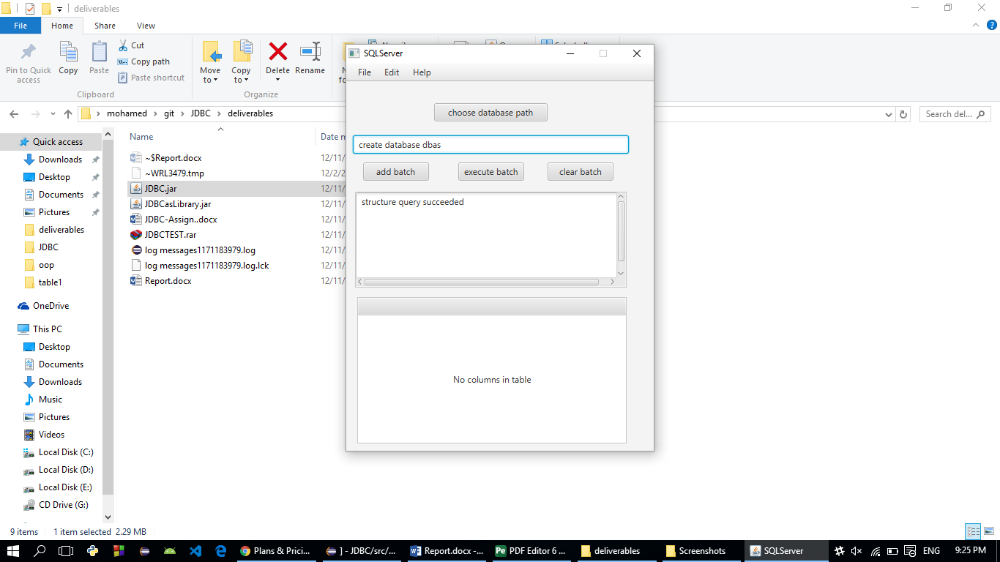 deliverables
File Home Share View
Pin to Quick access
Copy
Paste
Cut
Copy path
Paste shortcut
Clipboard
Move to
Copy to
Delete
Rename
Organize
mohamed git JDBC deliverables
Search del...
Quick access
Downloads
Desktop
Documents
Pictures
deliverables
JDBC
oop
table1
OneDrive
This PC
Desktop
Documents
Downloads
Music
Pictures
Videos
Local Disk (C:)
Local Disk (D:)
Local Disk (E:)
CD Drive (G:)
Name Date m
~$Report.docx 12/11/
~WRL3479.tmp 12/2/2
JDBC.jar 12/11/
JDBCasLibrary.jar 12/11/
JDBC-Assign..docx 12/11/
JDBCTEST.rar 12/11/
log messages1171183979.log 12/11/
log messages1171183979.log.lck 12/11/
Report.docx 12/11/
SQLServer
File Edit Help
choose database path
create database dbas
add batch execute batch clear batch
structure query succeeded
No columns in table
9 items 1 item selected 2.29 MB
Plans & Prici... ] - JDBC/src/... Report.docx -... PDF Editor 6 ... deliverables Screenshots SQLServer ENG 9:25 PM